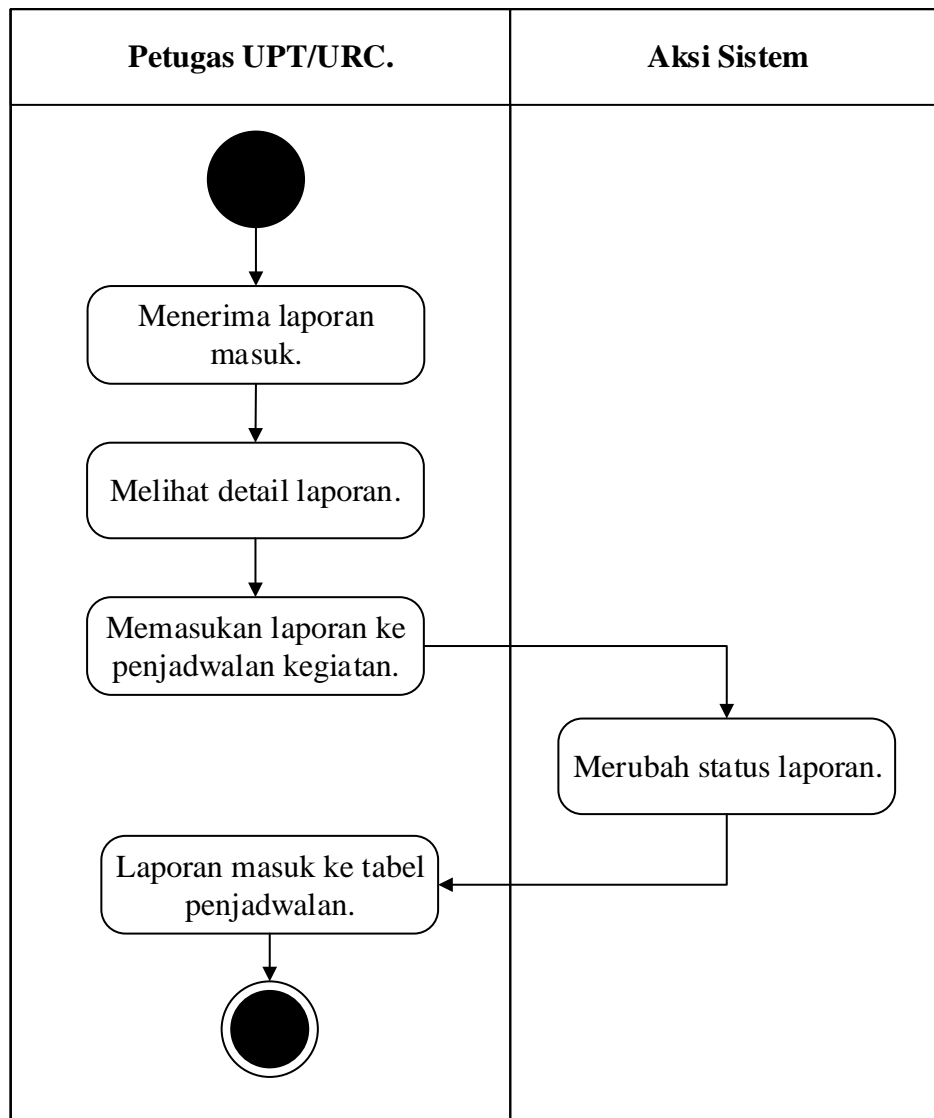 Petugas UPT/URC.
Aksi Sistem
Menerima laporan
masuk.
Melihat detail laporan.
Memasukan laporan ke
penjadwalan kegiatan.
Merubah status laporan.
Laporan masuk ke tabel
penjadwalan.